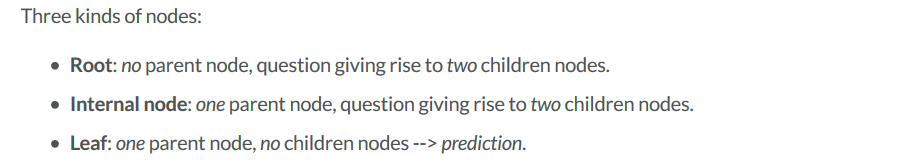 Three kinds of nodes:
• Root: no parent node, question giving rise to two children nodes.
• Internal node: one parent node, question giving rise to two children nodes.
• Leaf: one parent node, no children nodes --> prediction.